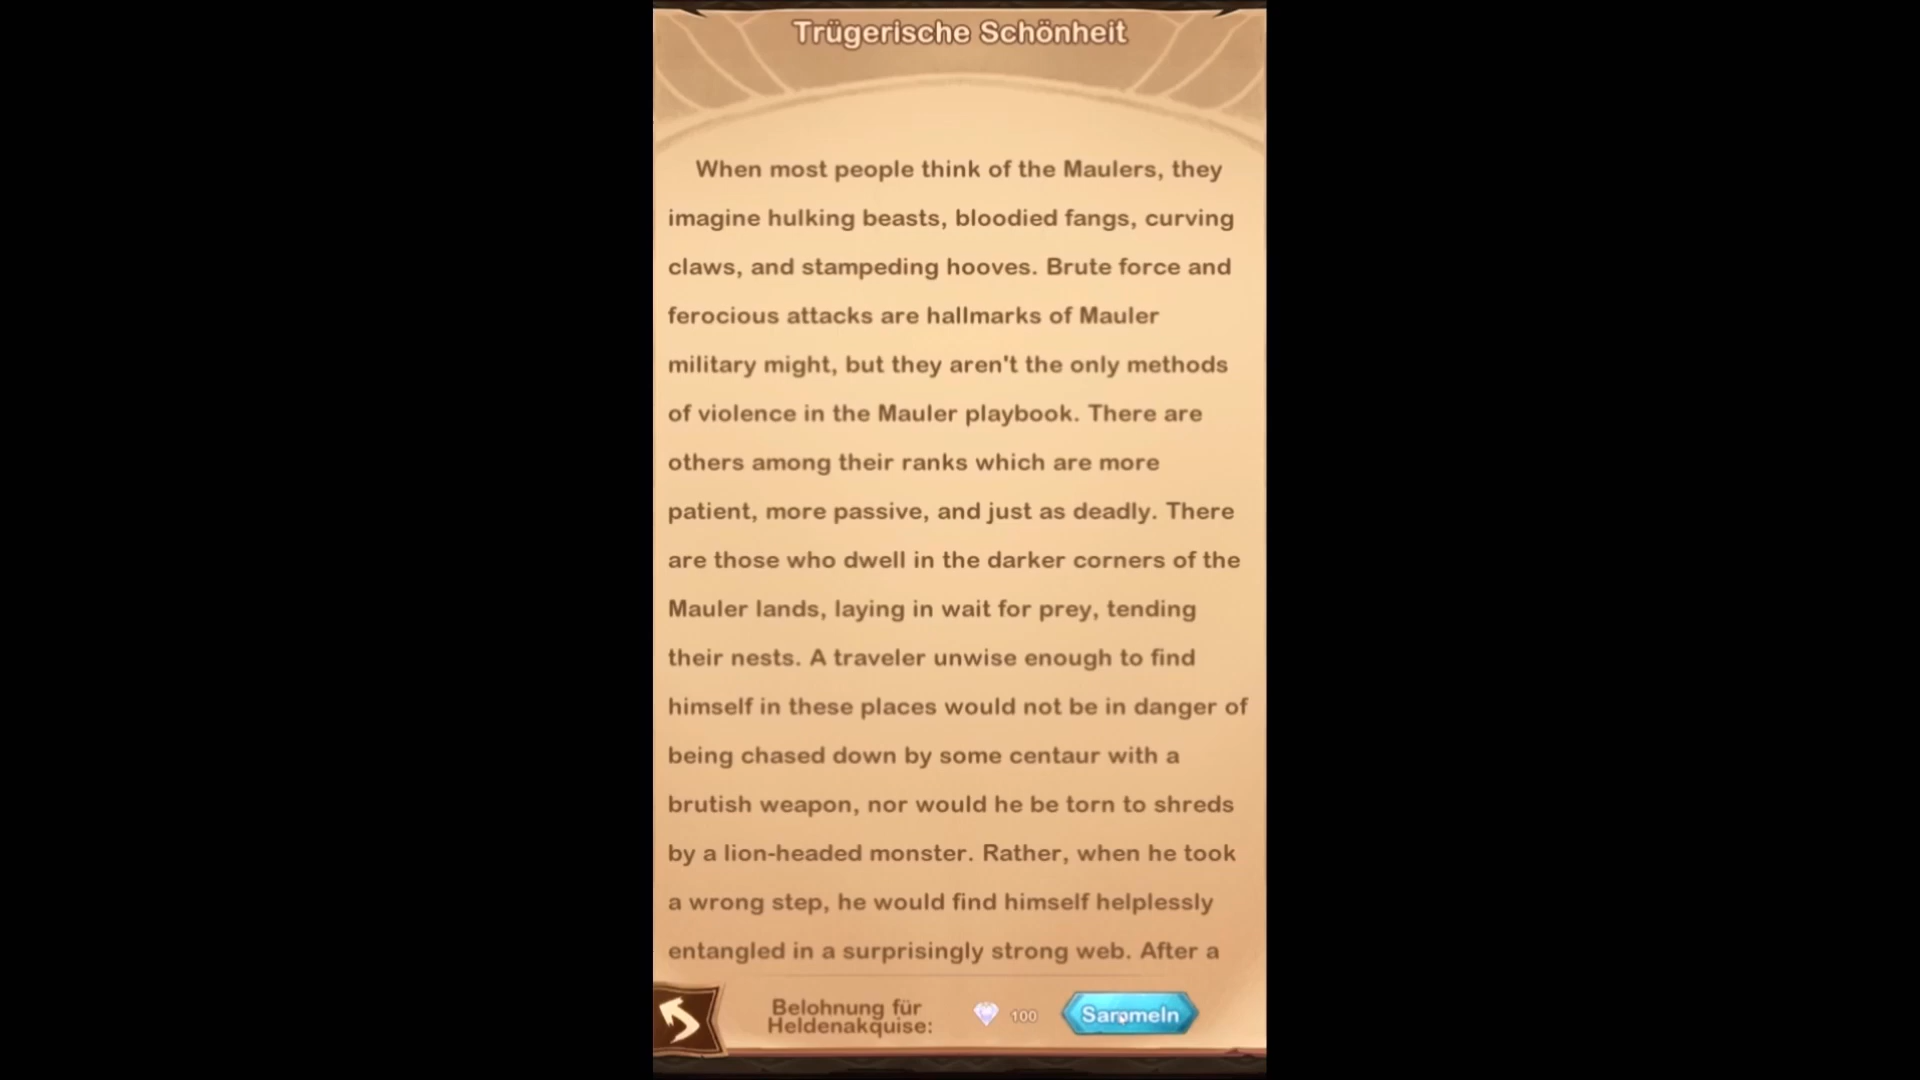 Trügerische Schönheit
When most people think of the Maulers, they
imagine hulking beasts, bloodied fangs, curving
claws, and stampeding hooves. Brute force and
ferocious attacks are hallmarks of Mauler
military might, but they aren't the only methods
of violence in the Mauler playbook. There are
others among their ranks which are more
patient, more passive, and just as deadly. There
are those who dwell in the darker corners of the
Mauler lands, laying in wait for prey, tending
their nests. A traveler unwise enough to find
himself in these places would not be in danger of
being chased down by some centaur with a
brutish weapon, nor would he be torn to shreds
by a lion-headed monster. Rather, when he took
a wrong step, he would find himself helplessly
entangled in a surprisingly strong web. After a
Belohnung für
Heldenakquise:
100
Sammeln